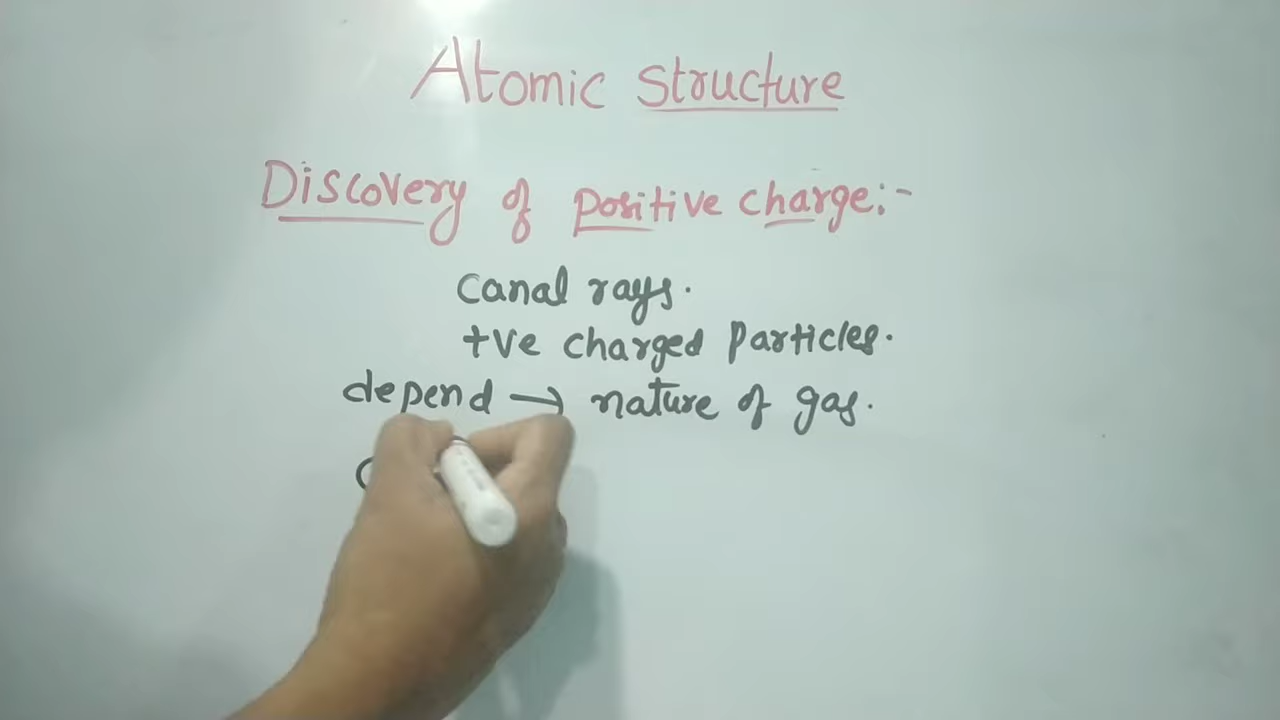 Atomic Structure
Discovery of positive charge:-
Canal rays.
+ve charged Particles.
depend → nature of gas.